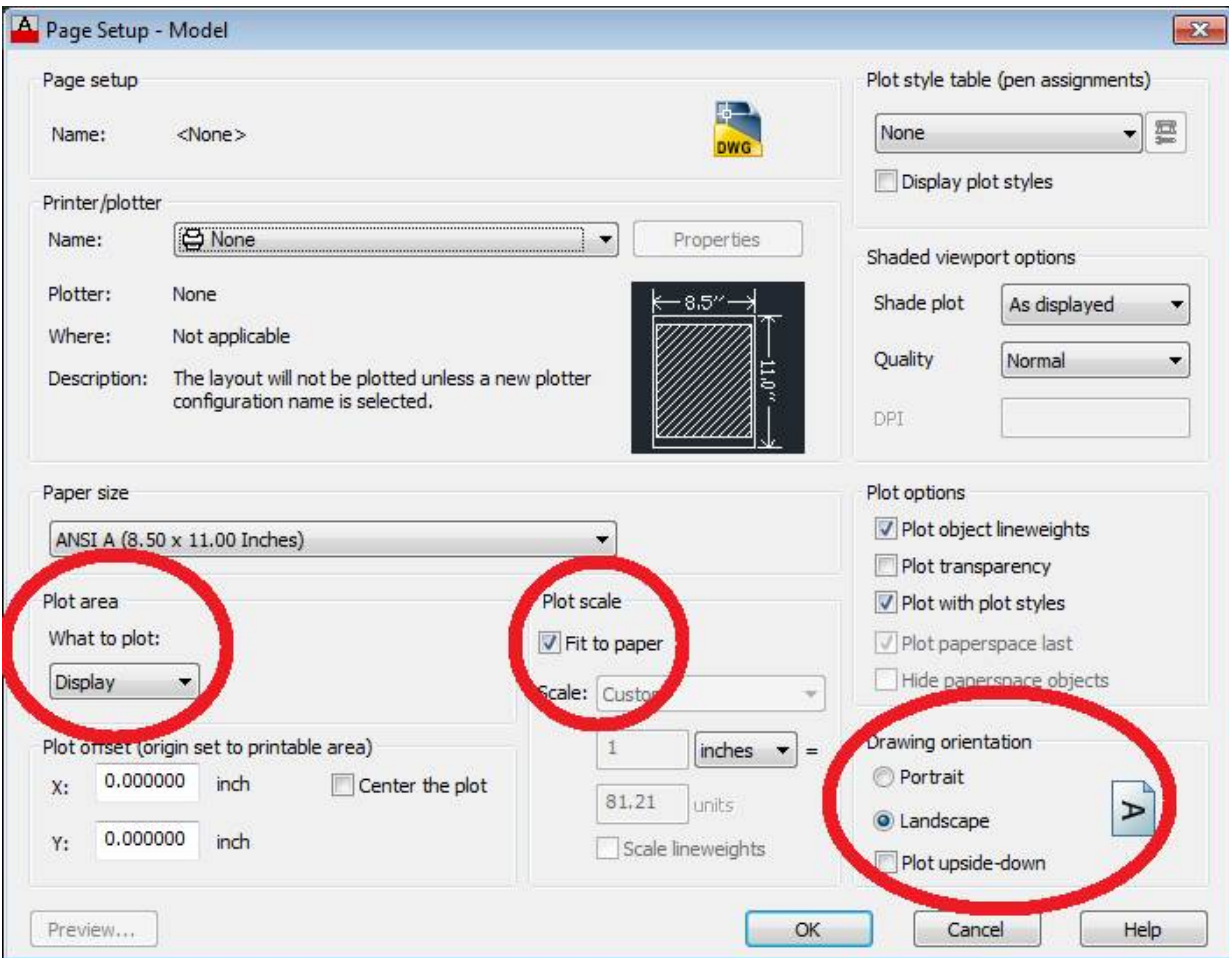 Page Setup - Model
Page setup
Name: <None>
DWG
Printer/plotter
Name: None Properties
Plotter: None
Where: Not applicable
Description: The layout will not be plotted unless a new plotter
configuration name is selected.
8.5″
11.0″
Paper size
ANSI A (8.50 x 11.00 Inches)
Plot area
What to plot:
Display
Plot offset (origin set to printable area)
X: 0.000000 inch Center the plot
Y: 0.000000 inch
Plot scale
Fit to paper
Scale: Custom
1 inches =
81.21 units
Scale lineweights
Plot style table (pen assignments)
None
Display plot styles
Shaded viewport options
Shade plot As displayed
Quality Normal
DPI
Plot options
Plot object lineweights
Plot transparency
Plot with plot styles
Plot paperspace last
Hide paperspace objects
Drawing orientation
Portrait
Landscape
A
Plot upside-down
Preview... OK Cancel Help